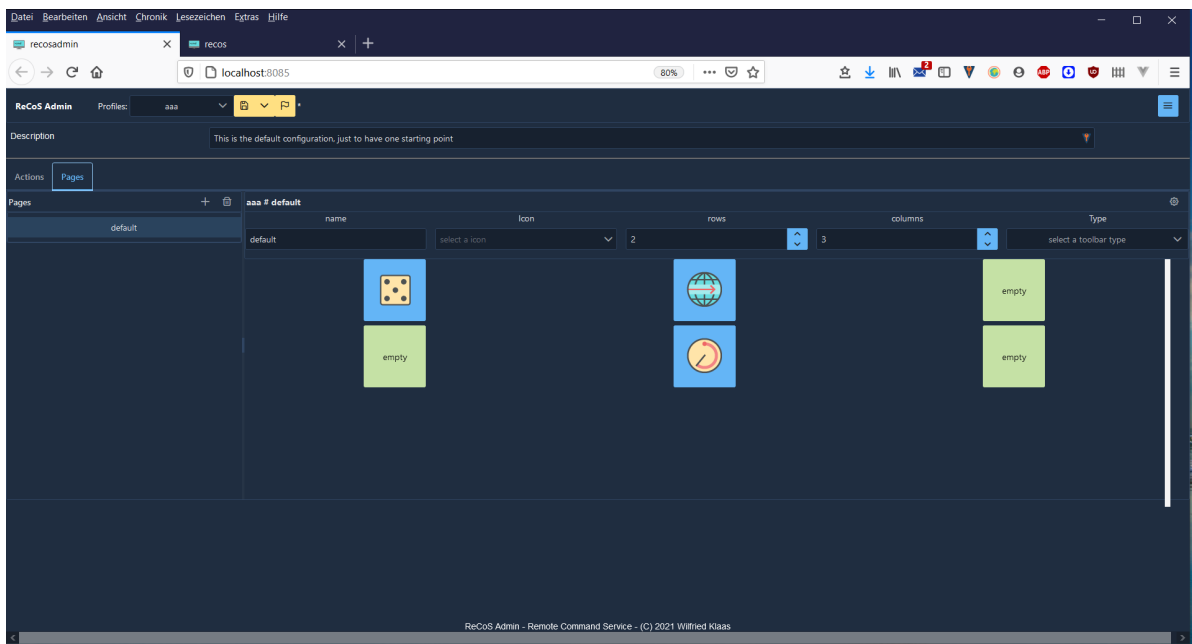 Datei Bearbeiten Ansicht Chronik Lesezeichen Extras Hilfe
recosadmin
recos
localhost:8085
80%
2
ABP
ReCoS Admin Profiles: aaa *
Description This is the default configuration, just to have one starting point
Actions Pages
Pages
aaa # default
name Icon rows columns Type
default
default select a icon 2 3 select a toolbar type
empty
empty empty
ReCoS Admin - Remote Command Service - (C) 2021 Wilfried Klaas